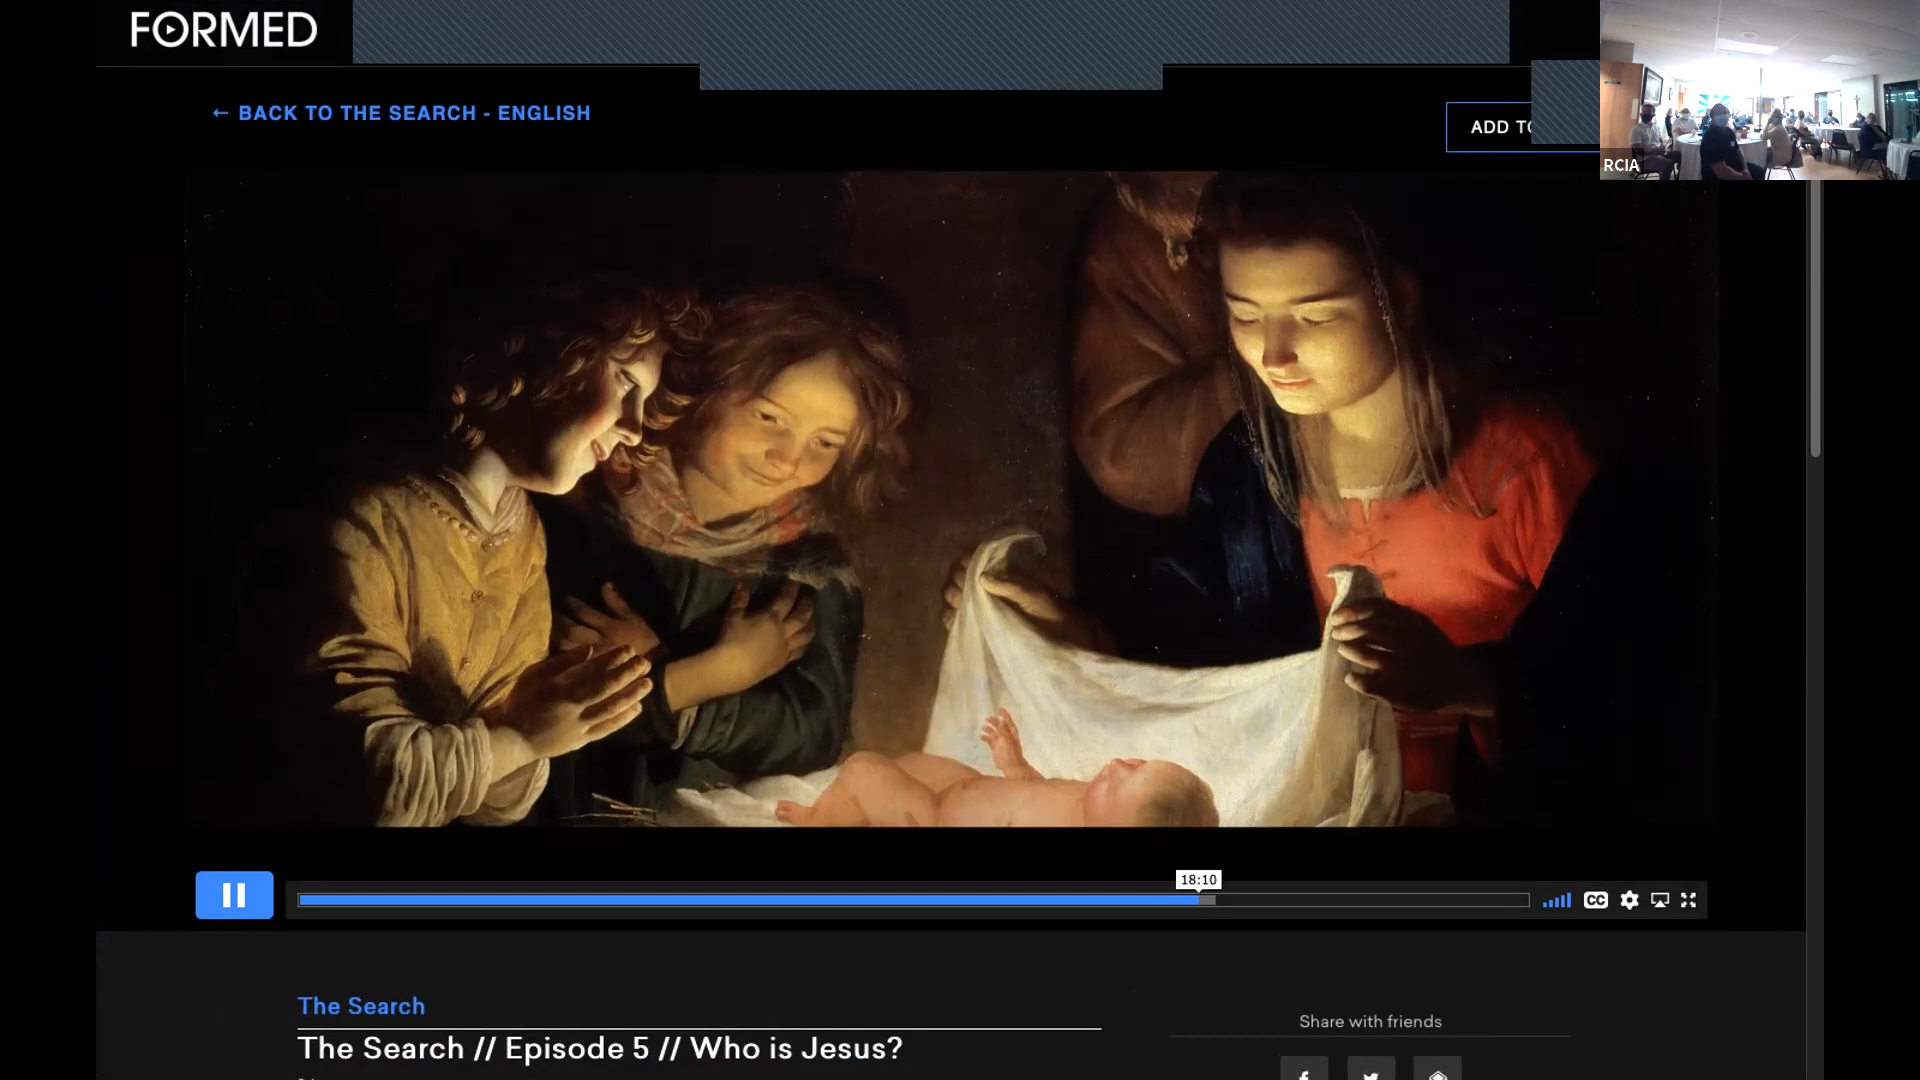 FORMED
← BACK TO THE SEARCH - ENGLISH
ADD TO
RCIA
18:10
CC
The Search
The Search // Episode 5 // Who is Jesus?
Share with friends